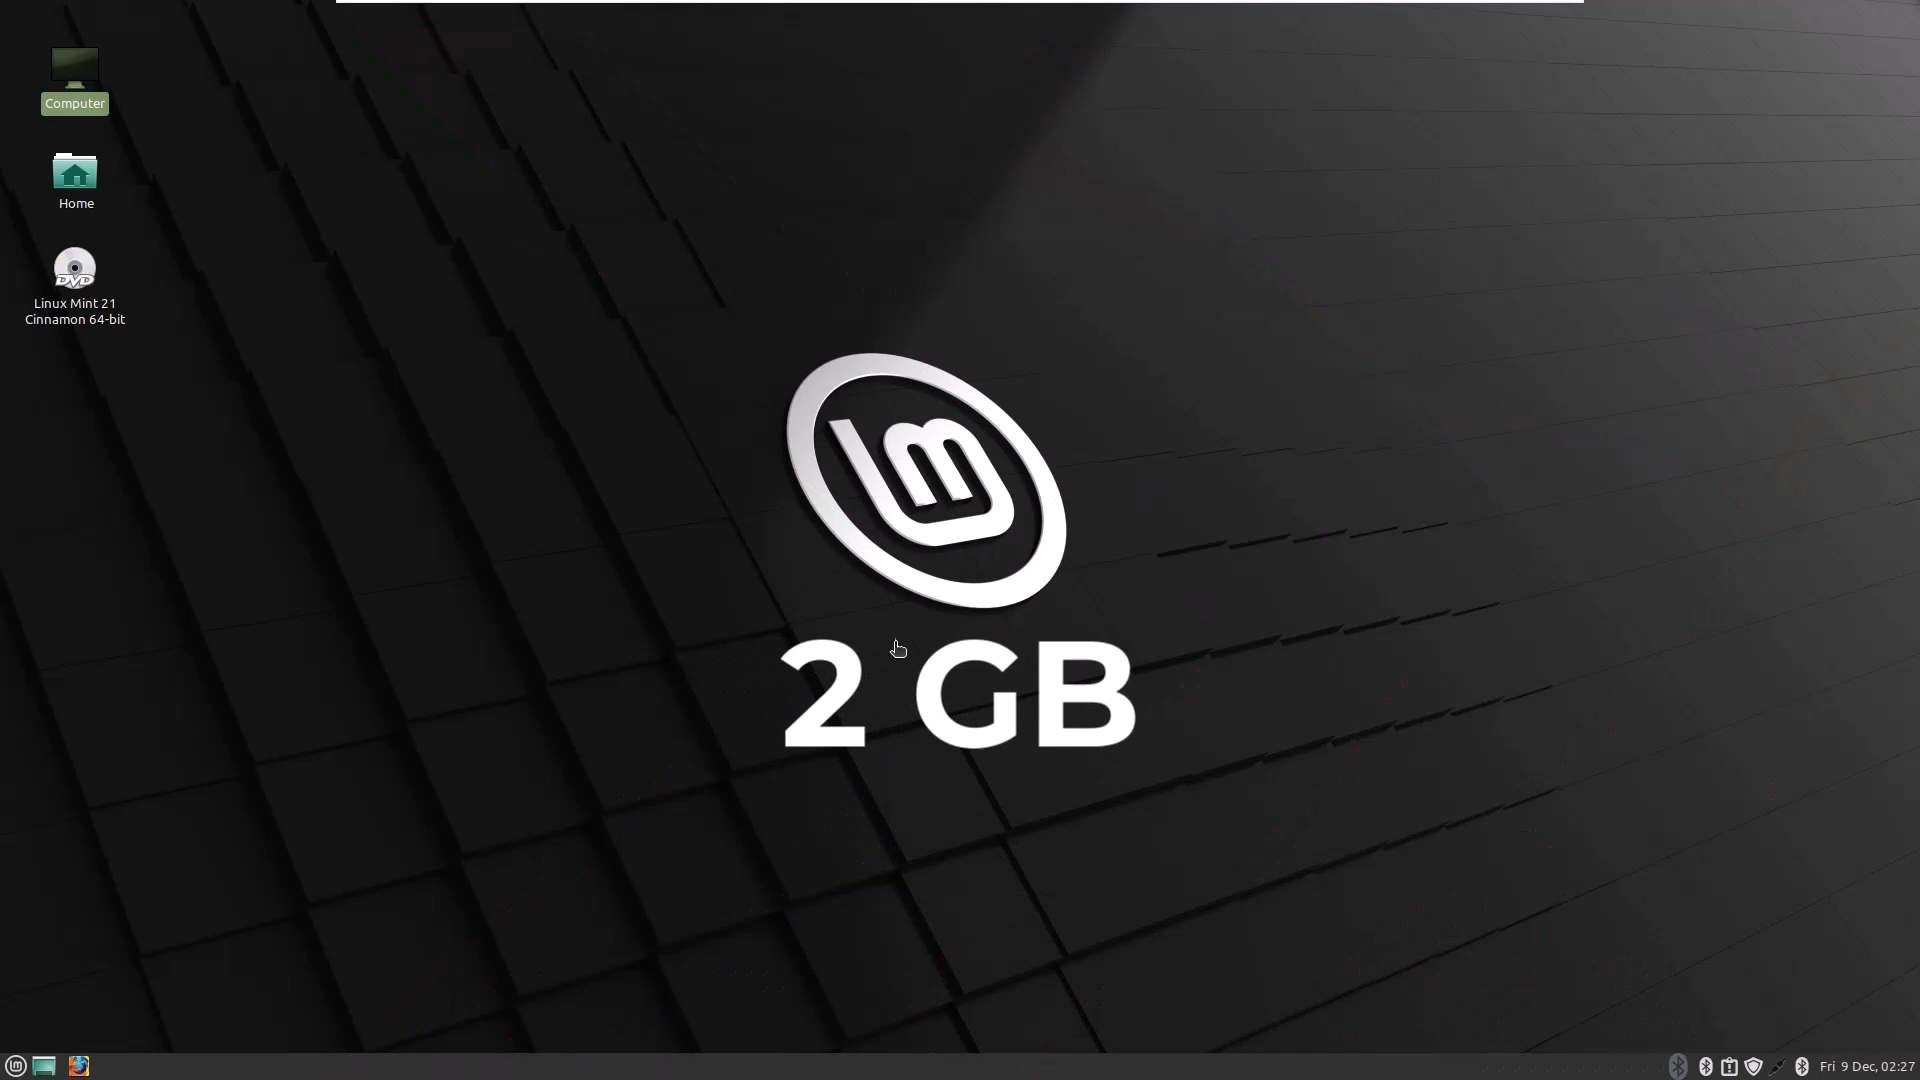 Computer
Home
DVD
Linux Mint 21
Cinnamon 64-bit
2 GB
Fri 9 Dec, 02:27